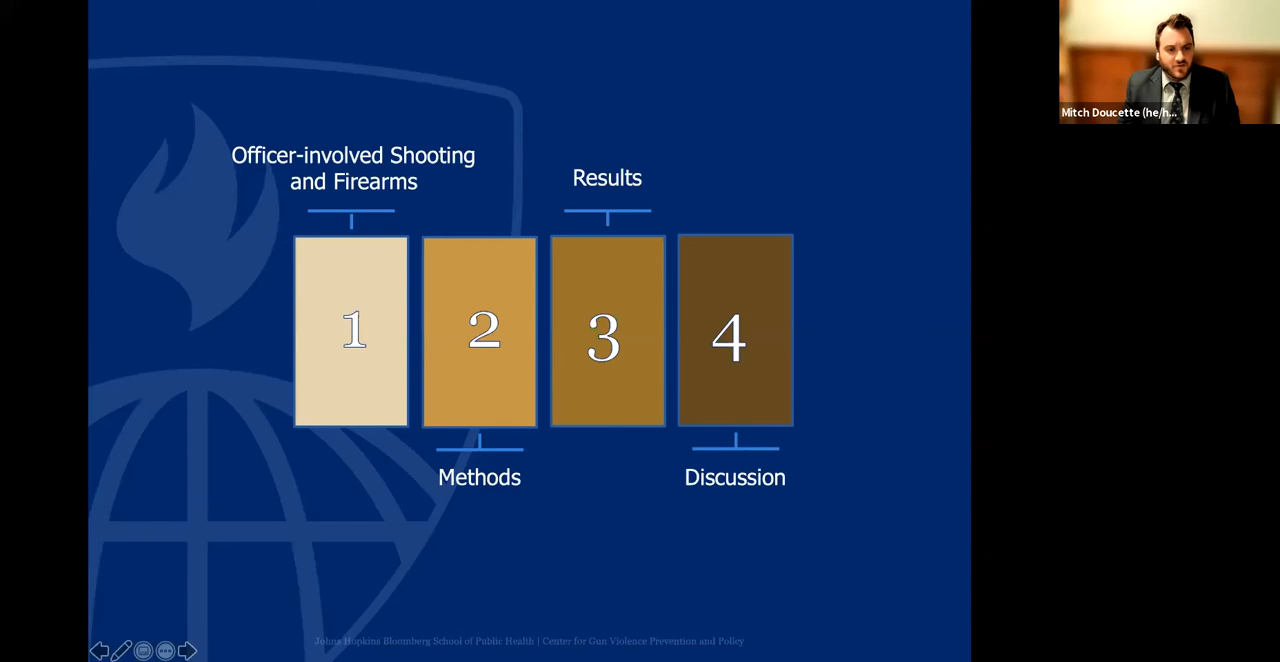 Mitch Doucette (he/h...
Officer-involved Shooting
and Firearms
Results
1
2
3
4
Methods
Discussion
Johns Hopkins Bloomberg School of Public Health | Center for Gun Violence Prevention and Policy